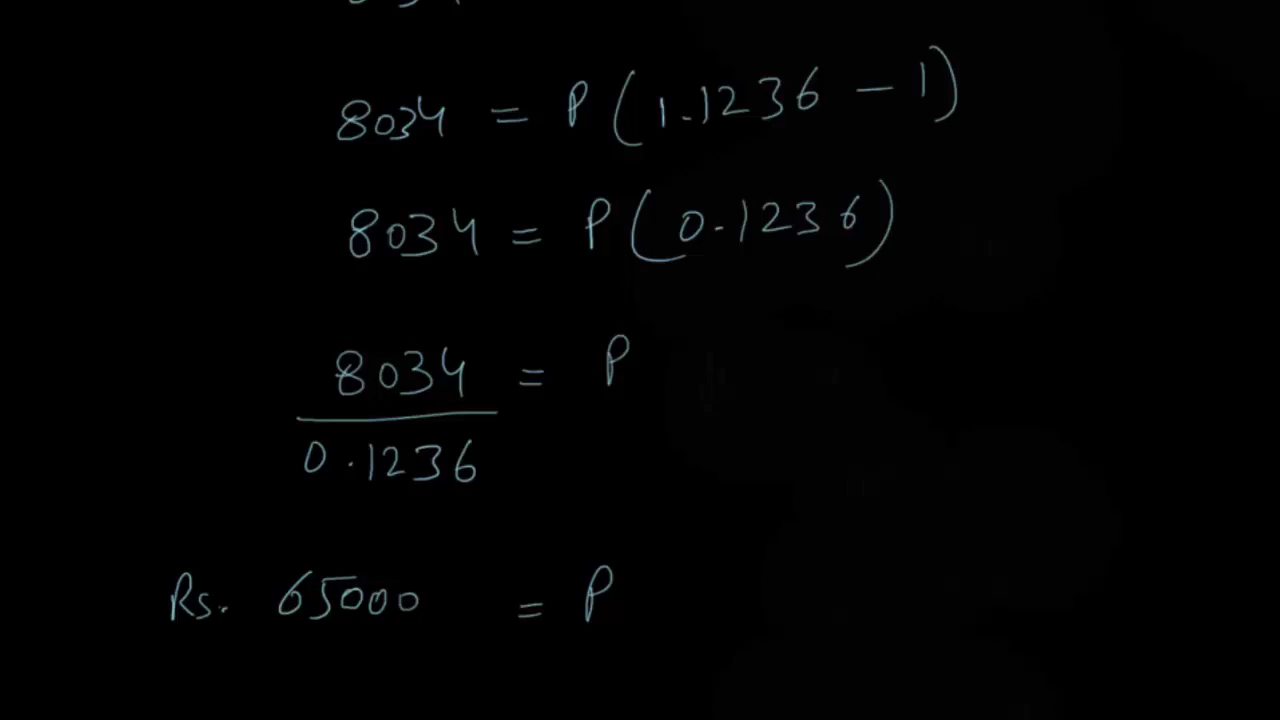 8034 = P(1.1236 - 1)
8034 = P(0.1236)
8034 = P
0.1236
Rs. 65000 = P